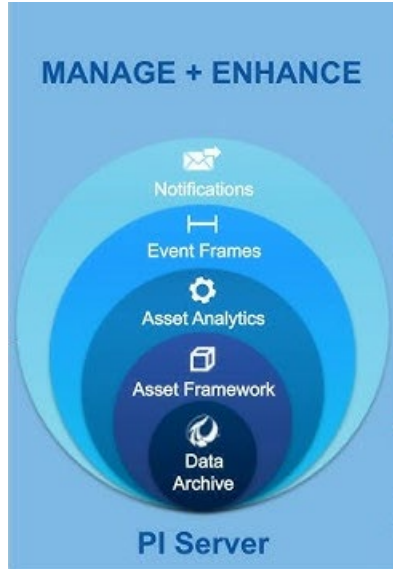 MANAGE + ENHANCE
Notifications
Event Frames
Asset Analytics
Asset Framework
Data
Archive
PI Server